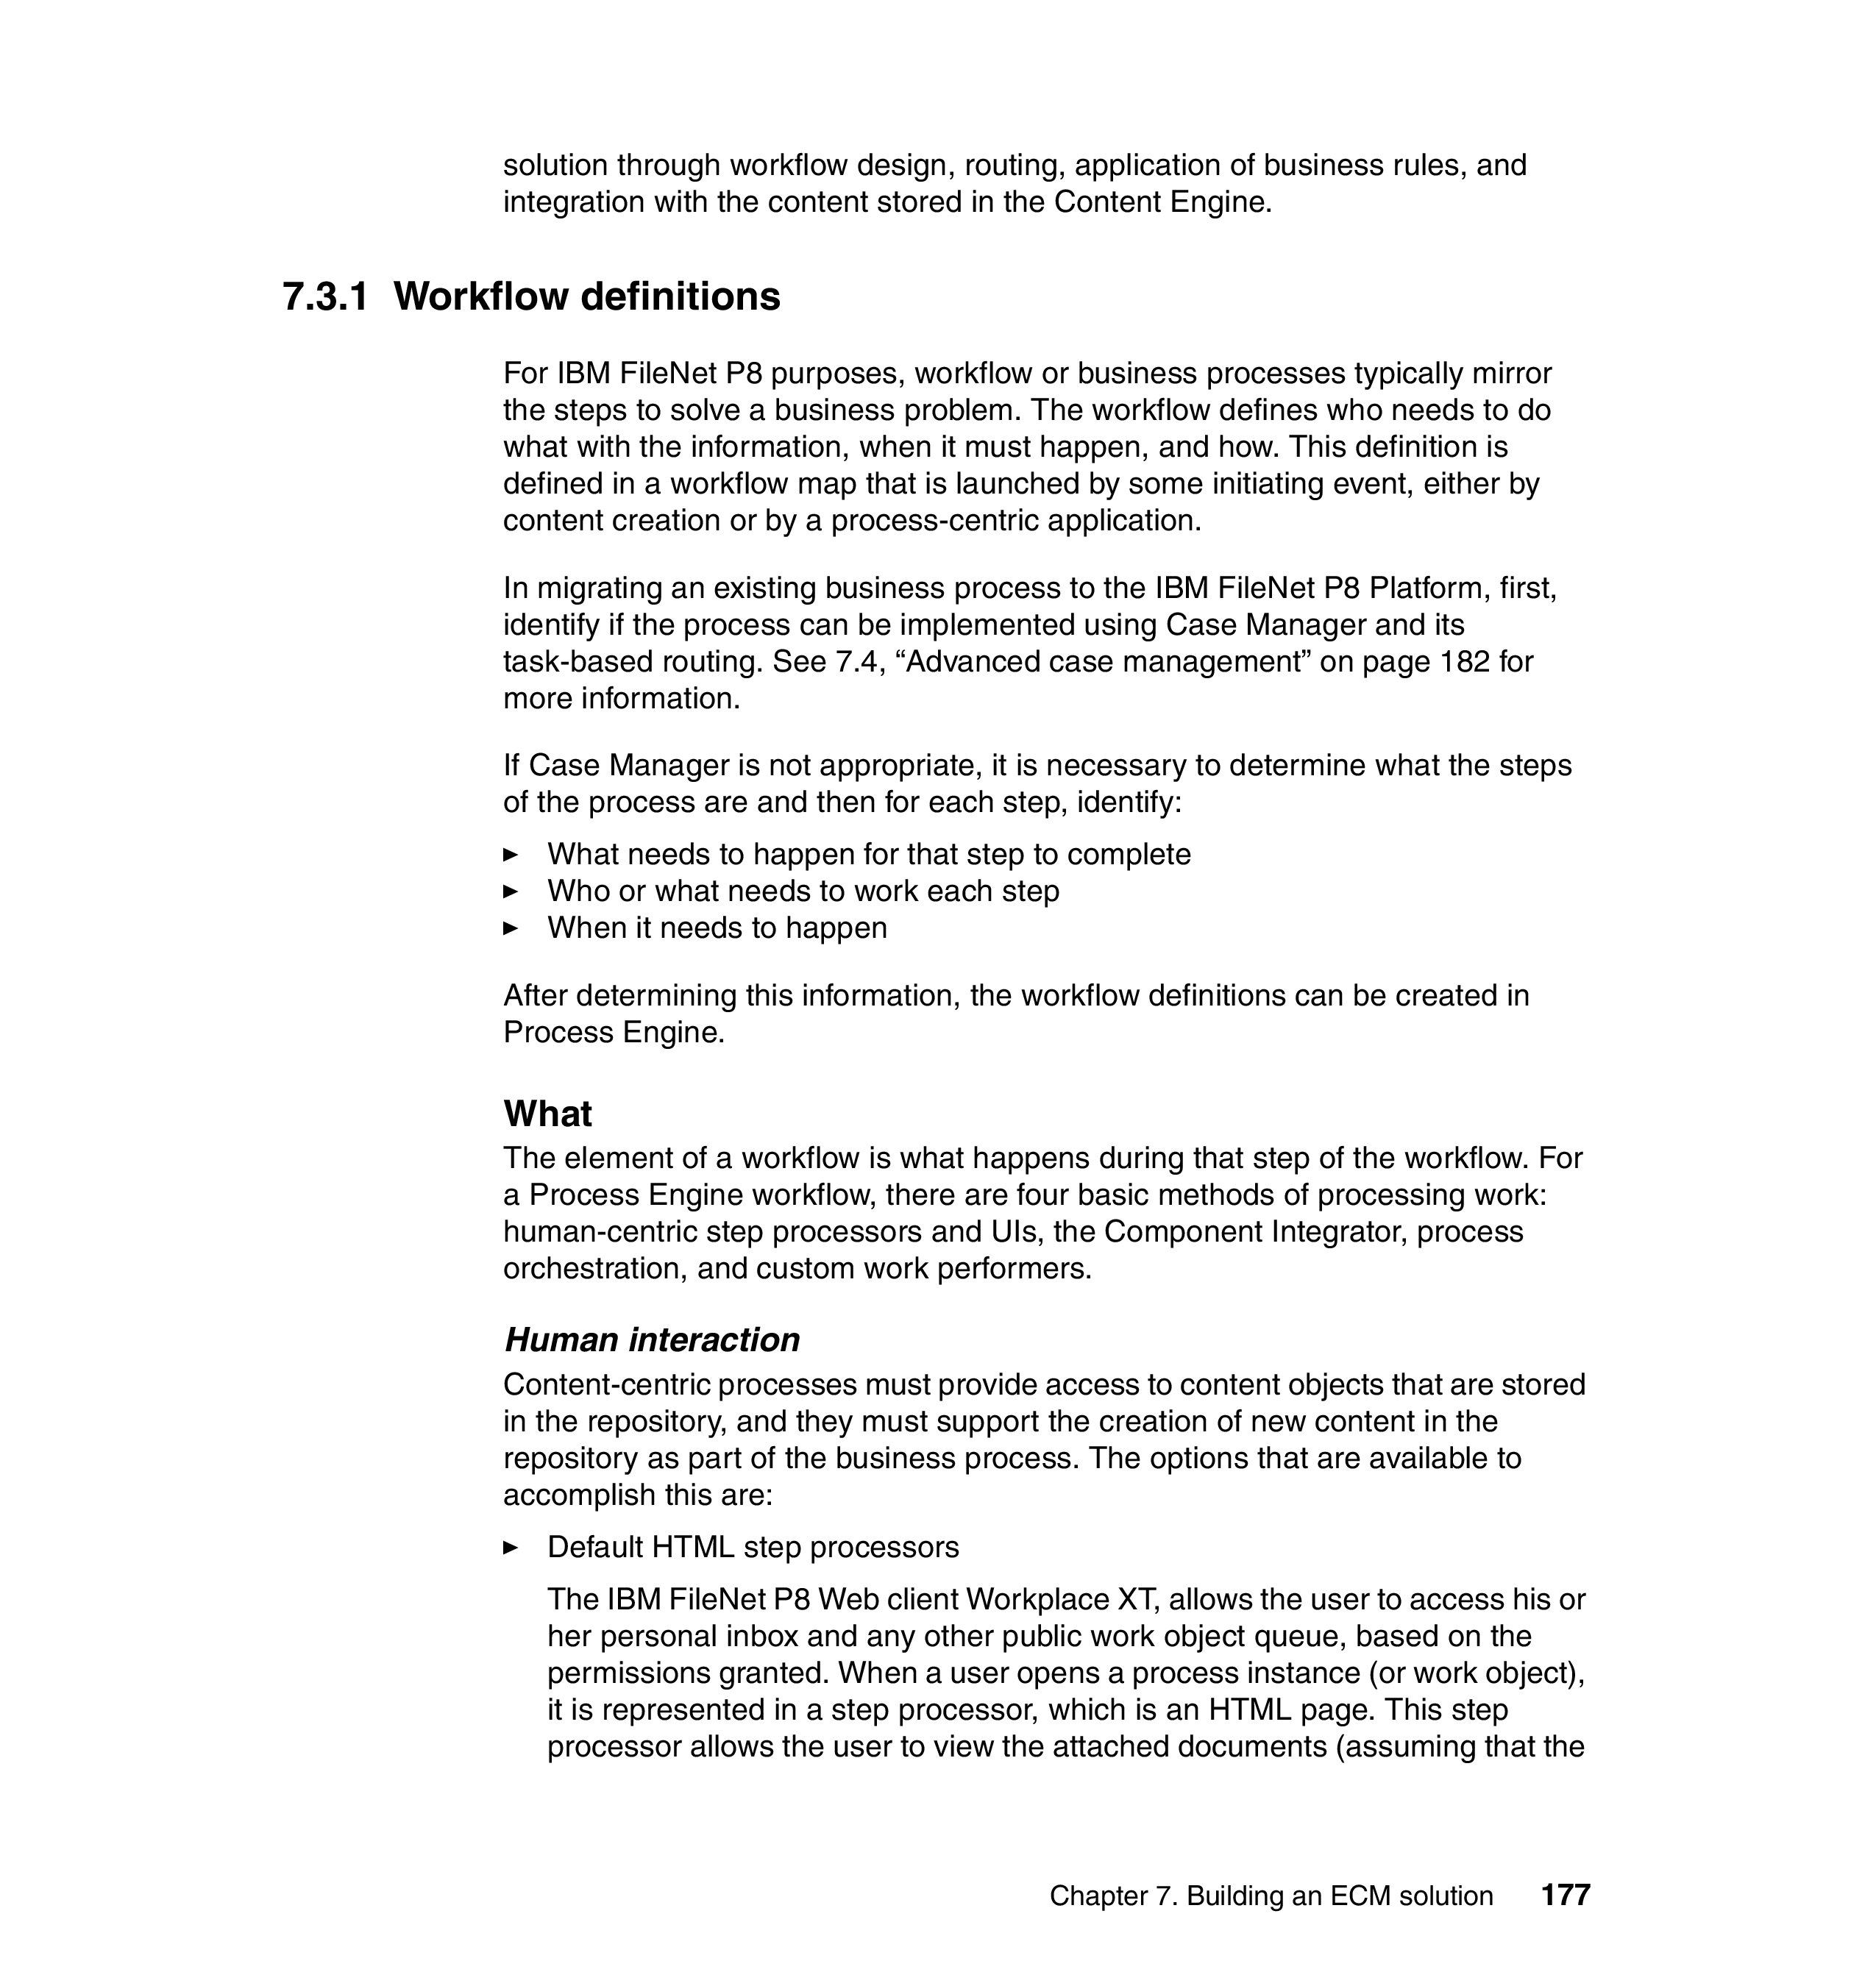 solution through workflow design, routing, application of business rules, and
integration with the content stored in the Content Engine.
7.3.1 Workflow definitions
For IBM FileNet P8 purposes, workflow or business processes typically mirror
the steps to solve a business problem. The workflow defines who needs to do
what with the information, when it must happen, and how. This definition is
defined in a workflow map that is launched by some initiating event, either by
content creation or by a process-centric application.
In migrating an existing business process to the IBM FileNet P8 Platform, first,
identify if the process can be implemented using Case Manager and its
task-based routing. See 7.4, “Advanced case management” on page 182 for
more information.
If Case Manager is not appropriate, it is necessary to determine what the steps
of the process are and then for each step, identify:
► What needs to happen for that step to complete
► Who or what needs to work each step
► When it needs to happen
After determining this information, the workflow definitions can be created in
Process Engine.
What
The element of a workflow is what happens during that step of the workflow. For
a Process Engine workflow, there are four basic methods of processing work:
human-centric step processors and UIs, the Component Integrator, process
orchestration, and custom work performers.
Human interaction
Content-centric processes must provide access to content objects that are stored
in the repository, and they must support the creation of new content in the
repository as part of the business process. The options that are available to
accomplish this are:
► Default HTML step processors
The IBM FileNet P8 Web client Workplace XT, allows the user to access his or
her personal inbox and any other public work object queue, based on the
permissions granted. When a user opens a process instance (or work object),
it is represented in a step processor, which is an HTML page. This step
processor allows the user to view the attached documents (assuming that the
Chapter 7. Building an ECM solution 177